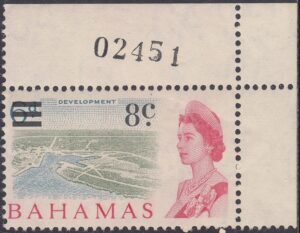 02451
DEVELOPMENT
8c
BAHAMAS